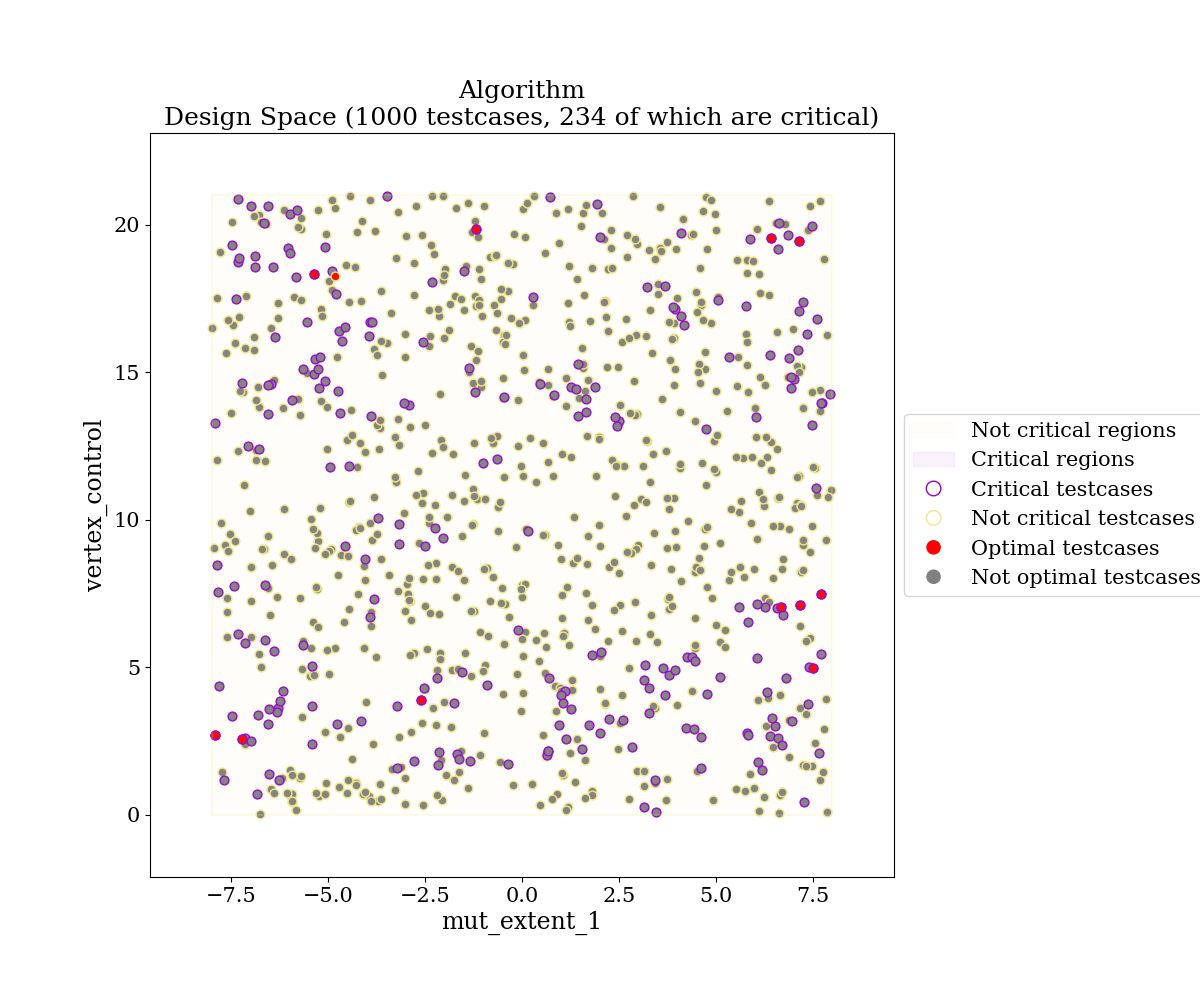 Algorithm
Design Space (1000 testcases, 234 of which are critical)
20
15
10
5
0
vertex_control
−7.5
−5.0
−2.5
0.0
2.5
5.0
7.5
mut_extent_1
Not critical regions
Critical regions
Critical testcases
Not critical testcases
Optimal testcases
Not optimal testcases